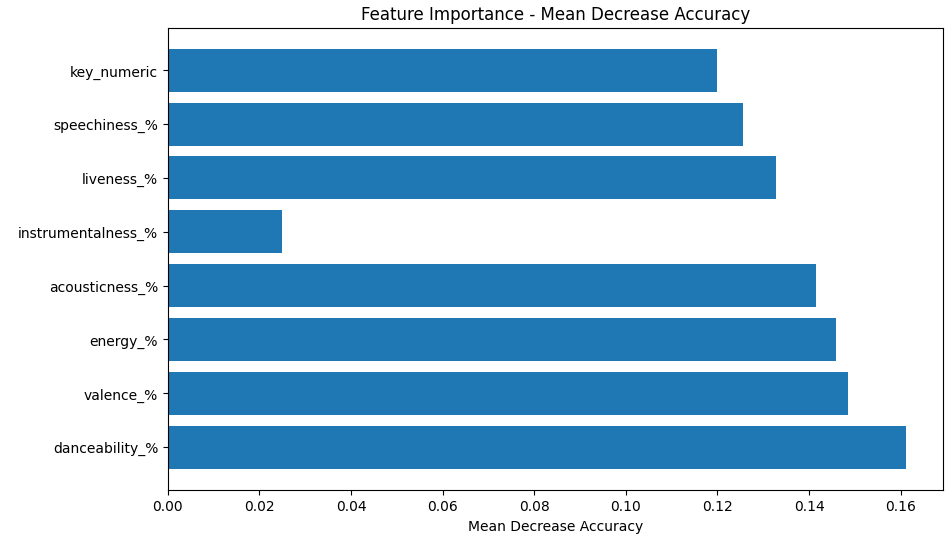 Feature Importance - Mean Decrease Accuracy
key_numeric
speechiness_%
liveness_%
instrumentalness_%
acousticness_%
energy_%
valence_%
danceability_%
0.00 0.02 0.04 0.06 0.08 0.10 0.12 0.14 0.16
Mean Decrease Accuracy